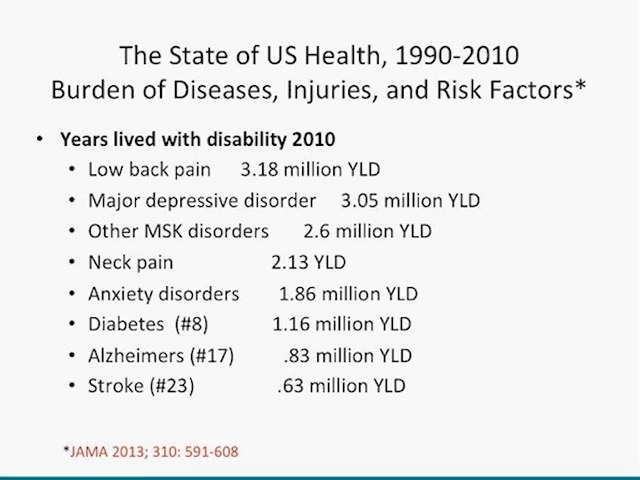 The State of US Health, 1990-2010
Burden of Diseases, Injuries, and Risk Factors*
• Years lived with disability 2010
• Low back pain 3.18 million YLD
• Major depressive disorder 3.05 million YLD
• Other MSK disorders 2.6 million YLD
• Neck pain 2.13 YLD
• Anxiety disorders 1.86 million YLD
• Diabetes (#8) 1.16 million YLD
• Alzheimers (#17) .83 million YLD
• Stroke (#23) .63 million YLD
*JAMA 2013; 310: 591-608